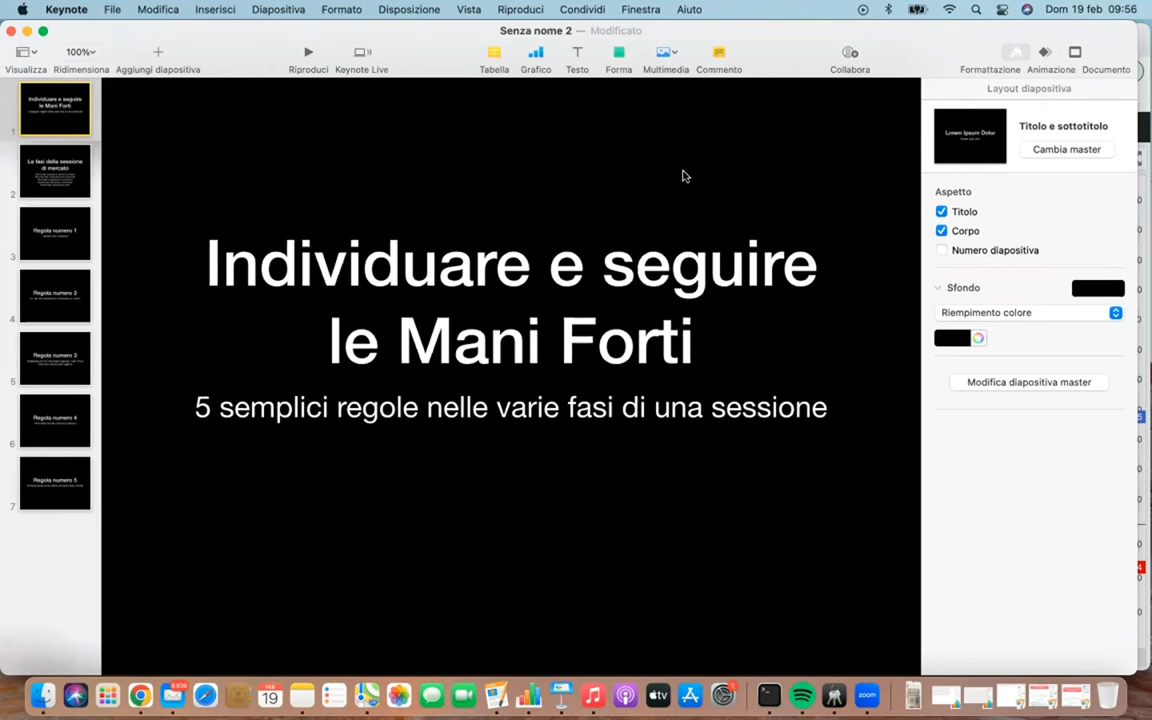 Keynote File Modifica Inserisci Diapositiva Formato Disposizione Vista Riproduci Condividi Finestra Aiuto Dom 19 feb 09:56
Senza nome 2 — Modificato
100%
Visualizza Ridimensiona Aggiungi diapositiva Riproduci Keynote Live Tabella Grafico Testo Forma Multimedia Commento Collabora Formattazione Animazione Documento
Layout diapositiva
Individuare e seguire
le Mani Forti
1
La fasi della sessione
di mercato
2
Regola numero 1
3
Regola numero 2
4
Regola numero 3
5
Regola numero 4
6
Regola numero 5
7
Individuare e seguire
le Mani Forti
5 semplici regole nelle varie fasi di una sessione
Lorem Ipsum Dolor
Titolo e sottotitolo
Cambia master
Aspetto
Titolo
Corpo
Numero diapositiva
Sfondo
Riempimento colore
Modifica diapositiva master
FEB
19
tv
zoom